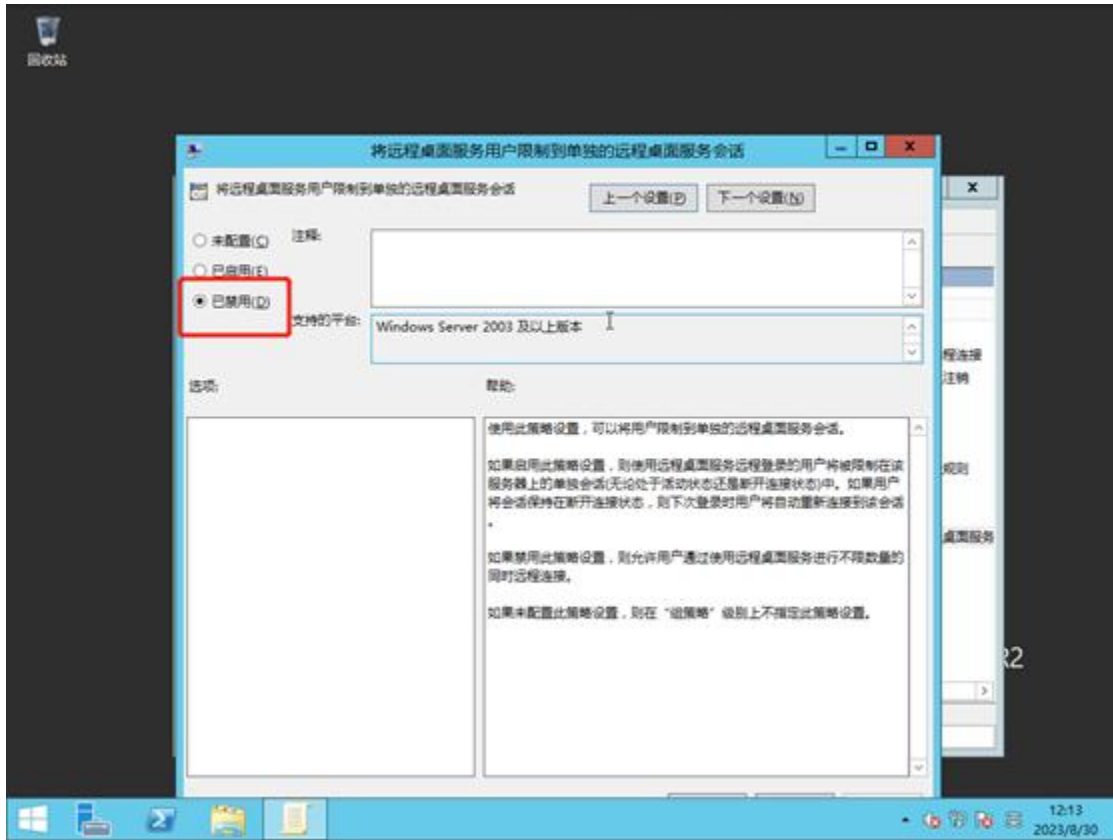 回收站
将远程桌面服务用户限制到单独的远程桌面服务会话
将远程桌面服务用户限制到单独的远程桌面服务会话
上一个设置(P)
下一个设置(N)
未配置(C)
注释:
已启用(E)
已禁用(D)
支持的平台:
Windows Server 2003 及以上版本
程连接
注销
选项:
帮助:
使用此策略设置，可以将用户限制到单独的远程桌面服务会话。
如果启用此策略设置，则使用远程桌面服务远程登录的用户将被限制在该
服务器上的单独会话(无论处于活动状态还是断开连接状态)中。如果用户
将会话保持在断开连接状态，则下次登录时用户将自动重新连接到该会话
。
规则
桌面服务
如果禁用此策略设置，则允许用户通过使用远程桌面服务进行不限数量的
同时远程连接。
如果未配置此策略设置，则在“组策略”级别上不指定此策略设置。
R2
12:13
2023/8/30